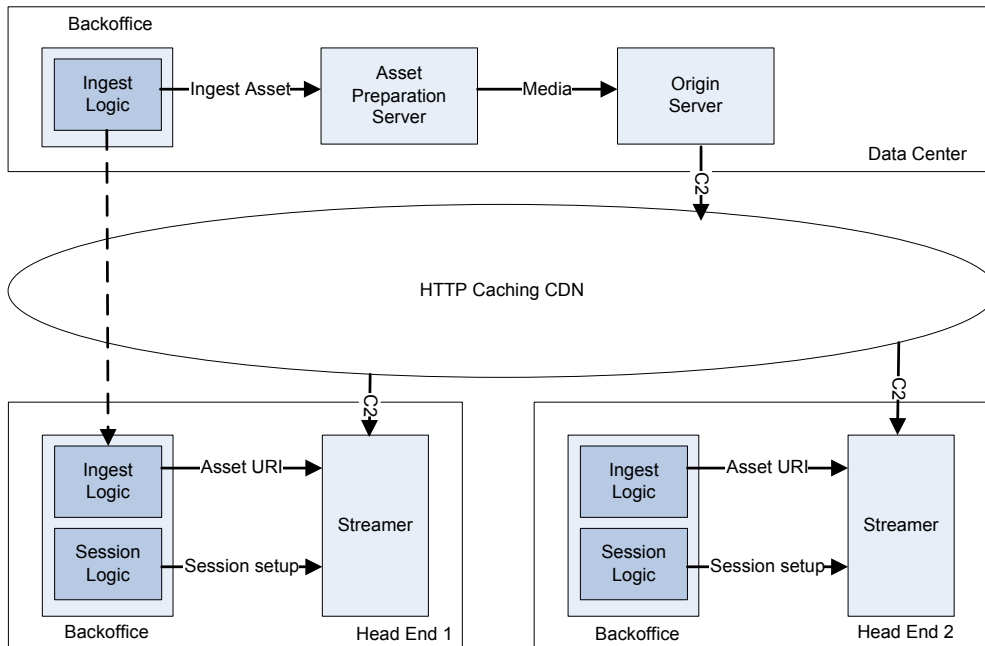 Backoffice
Ingest
Logic
Ingest Asset
Asset
Preparation
Server
Media
Origin
Server
Data Center
C2
HTTP Caching CDN
C2
C2
Ingest
Logic
Asset URI
Session
Logic
Session setup
Streamer
Backoffice
Head End 1
Ingest
Logic
Asset URI
Session
Logic
Session setup
Streamer
Backoffice
Head End 2